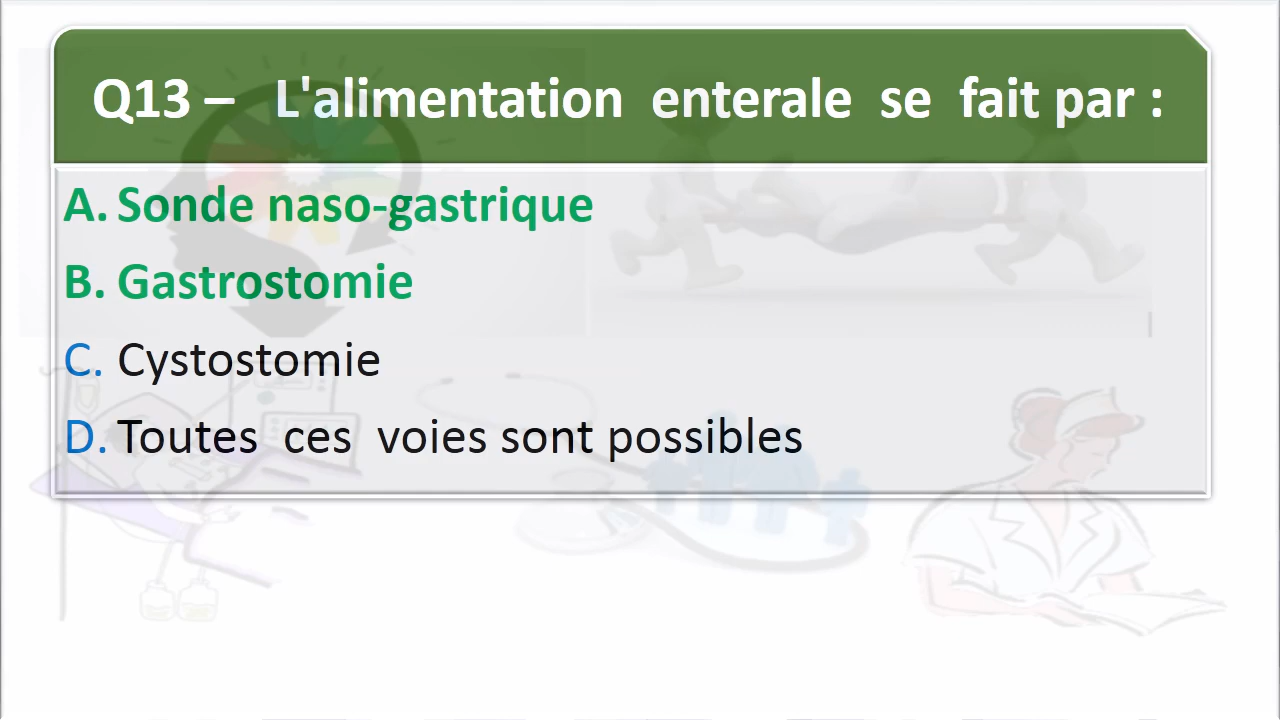 Q13 – L'alimentation enterale se fait par :
A. Sonde naso-gastrique
B. Gastrostomie
C. Cystostomie
D. Toutes ces voies sont possibles